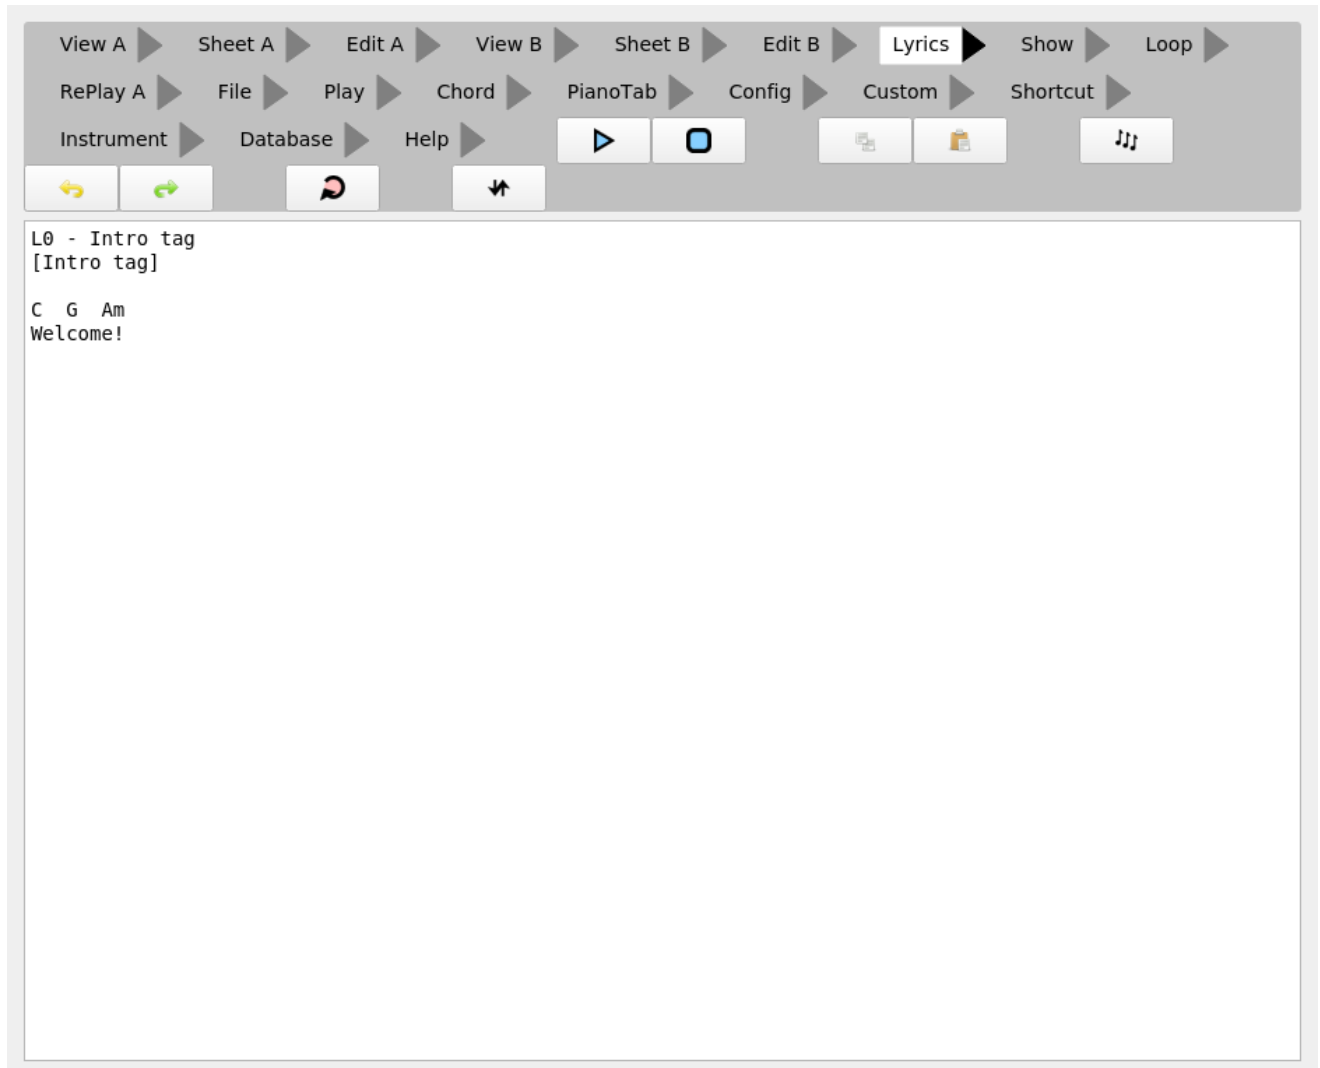 View A Sheet A Edit A View B Sheet B Edit B Lyrics Show Loop
RePlay A File Play Chord PianoTab Config Custom Shortcut
Instrument Database Help
L0 - Intro tag
[Intro tag]
C  G  Am
Welcome!